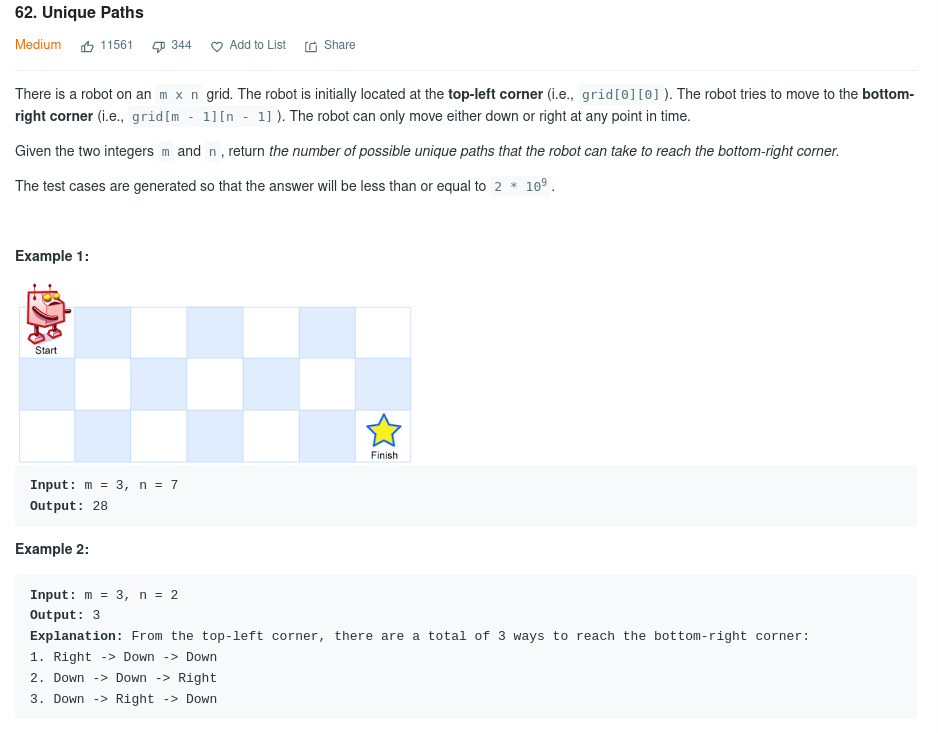 62. Unique Paths
Medium 11561 344 Add to List Share
There is a robot on an m x n grid. The robot is initially located at the top-left corner (i.e., grid[0][0] ). The robot tries to move to the bottom-
right corner (i.e., grid[m - 1][n - 1] ). The robot can only move either down or right at any point in time.
Given the two integers m and n , return the number of possible unique paths that the robot can take to reach the bottom-right corner.
The test cases are generated so that the answer will be less than or equal to 2 * 10⁹ .
Example 1:
Start
Finish
Input: m = 3, n = 7
Output: 28
Example 2:
Input: m = 3, n = 2
Output: 3
Explanation: From the top-left corner, there are a total of 3 ways to reach the bottom-right corner:
1. Right -> Down -> Down
2. Down -> Down -> Right
3. Down -> Right -> Down